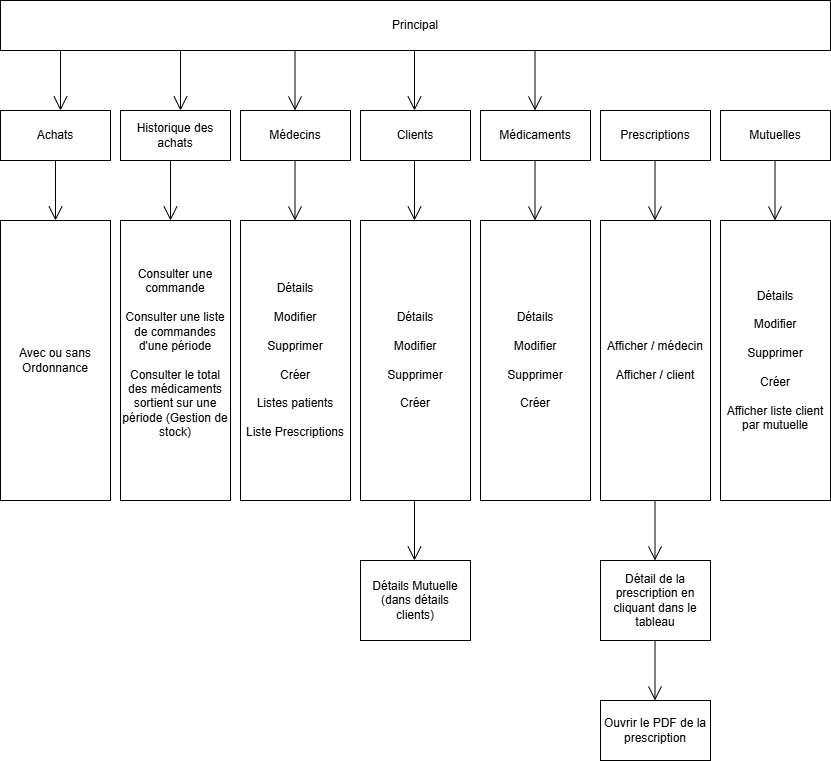 Principal
Achats
Historique des
achats
Médecins
Clients
Médicaments
Prescriptions
Mutuelles
Avec ou sans
Ordonnance
Consulter une
commande
Consulter une liste
de commandes
d'une période
Consulter le total
des médicaments
sortient sur une
période (Gestion de
stock)
Détails
Modifier
Supprimer
Créer
Listes patients
Liste Prescriptions
Détails
Modifier
Supprimer
Créer
Détails
Modifier
Supprimer
Créer
Afficher / médecin
Afficher / client
Détails
Modifier
Supprimer
Créer
Afficher liste client
par mutuelle
Détails Mutuelle
(dans détails
clients)
Détail de la
prescription en
cliquant dans le
tableau
Ouvrir le PDF de la
prescription